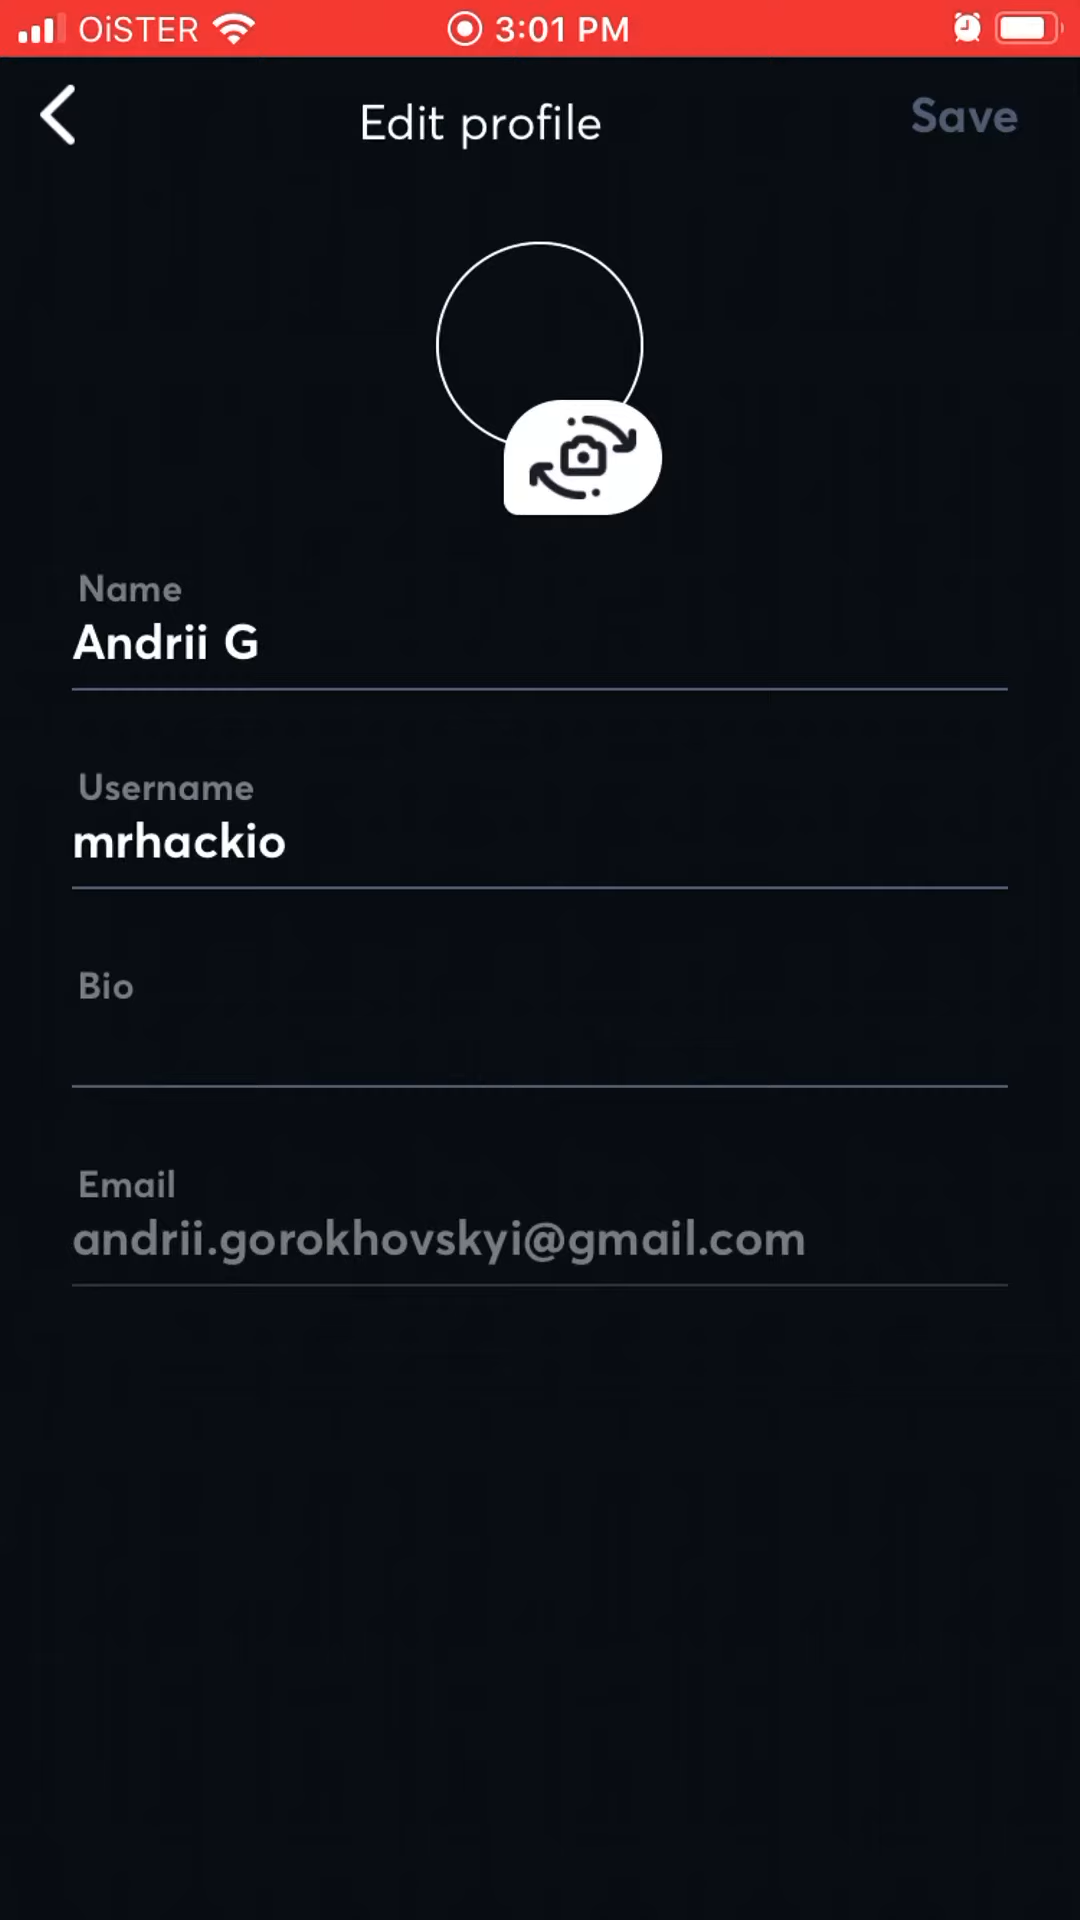 OiSTER 3:01 PM
Edit profile Save
Name
Andrii G
Username
mrhackio
Bio
Email
andrii.gorokhovskyi@gmail.com